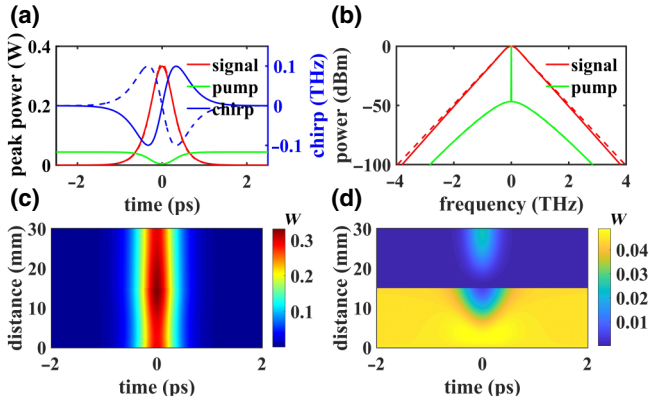 (a)
0.4
0.2
0
peak power (W)
signal
pump
chirp
0.1
0
-0.1
chirp (THz)
-2
0
2
time (ps)
(b)
0
-50
-100
power (dBm)
signal
pump
-4
-2
0
2
4
frequency (THz)
(c)
W
30
20
10
0
distance (mm)
0.3
0.2
0.1
-2
0
2
time (ps)
(d)
W
30
20
10
0
distance (mm)
0.04
0.03
0.02
0.01
-2
0
2
time (ps)